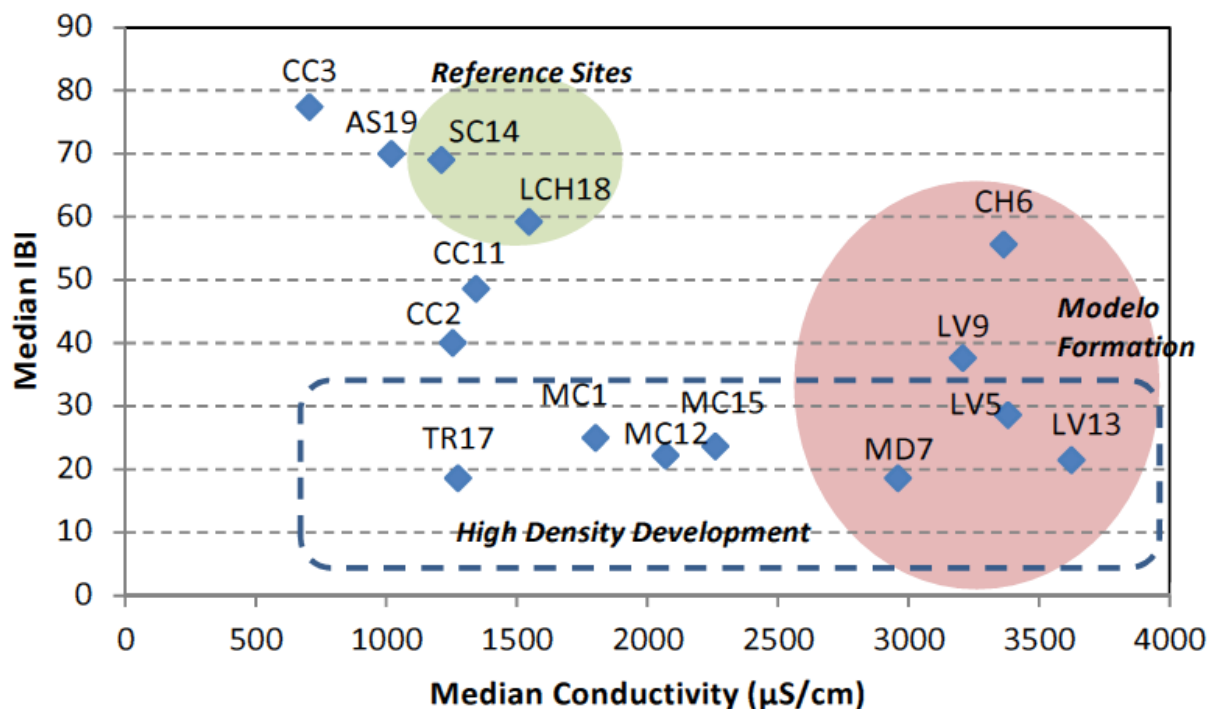 90
80
70
60
50
40
30
20
10
0
Median IBI
CC3
Reference Sites
AS19
SC14
LCH18
CH6
CC11
CC2
LV9
Modelo
Formation
MC1
MC15
LV5
LV13
TR17
MC12
MD7
High Density Development
0 500 1000 1500 2000 2500 3000 3500 4000
Median Conductivity (µS/cm)